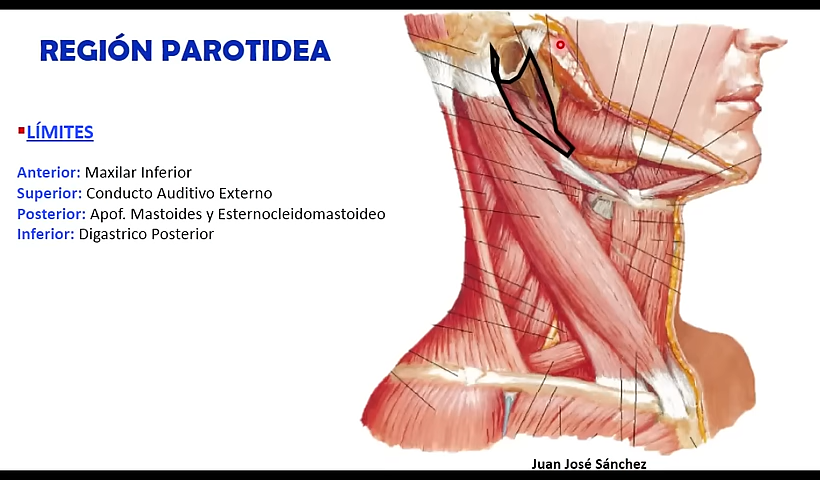 REGIÓN PAROTIDEA
LÍMITES
Anterior: Maxilar Inferior
Superior: Conducto Auditivo Externo
Posterior: Apof. Mastoides y Esternocleidomastoideo
Inferior: Digastrico Posterior
Juan José Sánchez